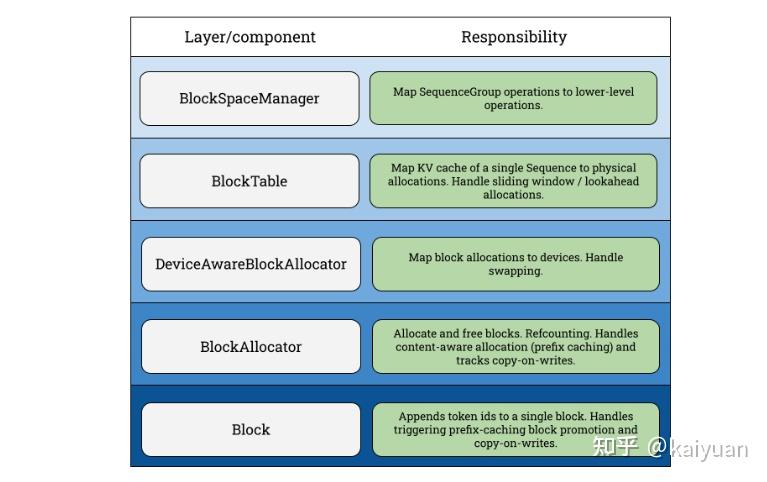 Layer/component Responsibility
BlockSpaceManager
Map SequenceGroup operations to lower-level
operations.
BlockTable
Map KV cache of a single Sequence to physical
allocations. Handle sliding window / lookahead
allocations.
DeviceAwareBlockAllocator
Map block allocations to devices. Handle
swapping.
BlockAllocator
Allocate and free blocks. Refcounting. Handles
content-aware allocation (prefix caching) and
tracks copy-on-writes.
Block
Appends token ids to a single block. Handles
triggering prefix-caching block promotion and
copy-on-writes.
知乎 @kaiyuan